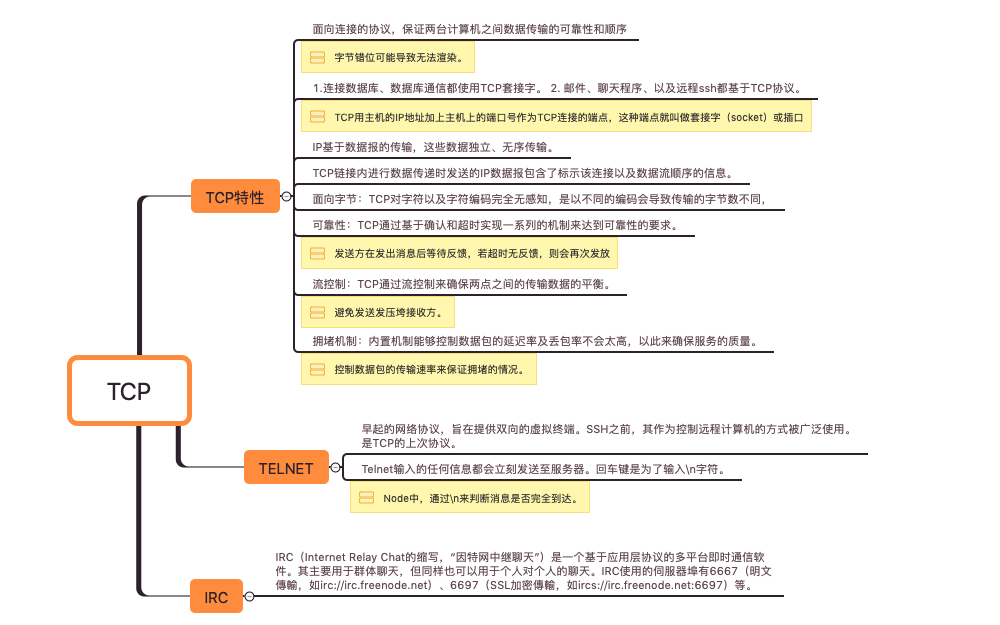 面向连接的协议，保证两台计算机之间数据传输的可靠性和顺序
字节错位可能导致无法渲染。
1.连接数据库、数据库通信都使用TCP套接字。 2. 邮件、聊天程序、以及远程ssh都基于TCP协议。
TCP用主机的IP地址加上主机上的端口号作为TCP连接的端点，这种端点就叫做套接字（socket）或插口
IP基于数据报的传输，这些数据独立、无序传输。
TCP链接内进行数据传递时发送的IP数据报包含了标示该连接以及数据流顺序的信息。
TCP特性
面向字节：TCP对字符以及字符编码完全无感知，是以不同的编码会导致传输的字节数不同，
可靠性：TCP通过基于确认和超时实现一系列的机制来达到可靠性的要求。
发送方在发出消息后等待反馈，若超时无反馈，则会再次发放
流控制：TCP通过流控制来确保两点之间的传输数据的平衡。
避免发送发压垮接收方。
拥堵机制：内置机制能够控制数据包的延迟率及丢包率不会太高，以此来确保服务的质量。
控制数据包的传输速率来保证拥堵的情况。
TCP
早起的网络协议，旨在提供双向的虚拟终端。SSH之前，其作为控制远程计算机的方式被广泛使用。
是TCP的上次协议。
TELNET
Telnet输入的任何信息都会立刻发送至服务器。回车键是为了输入\n字符。
Node中，通过\n来判断消息是否完全到达。
IRC（Internet Relay Chat的缩写，“因特网中继聊天”）是一个基于应用层协议的多平台即时通信软
件。其主要用于群体聊天，但同样也可以用于个人对个人的聊天。IRC使用的伺服器埠有6667（明文
傳輸，如irc://irc.freenode.net）、6697（SSL加密傳輸，如ircs://irc.freenode.net:6697）等。
IRC